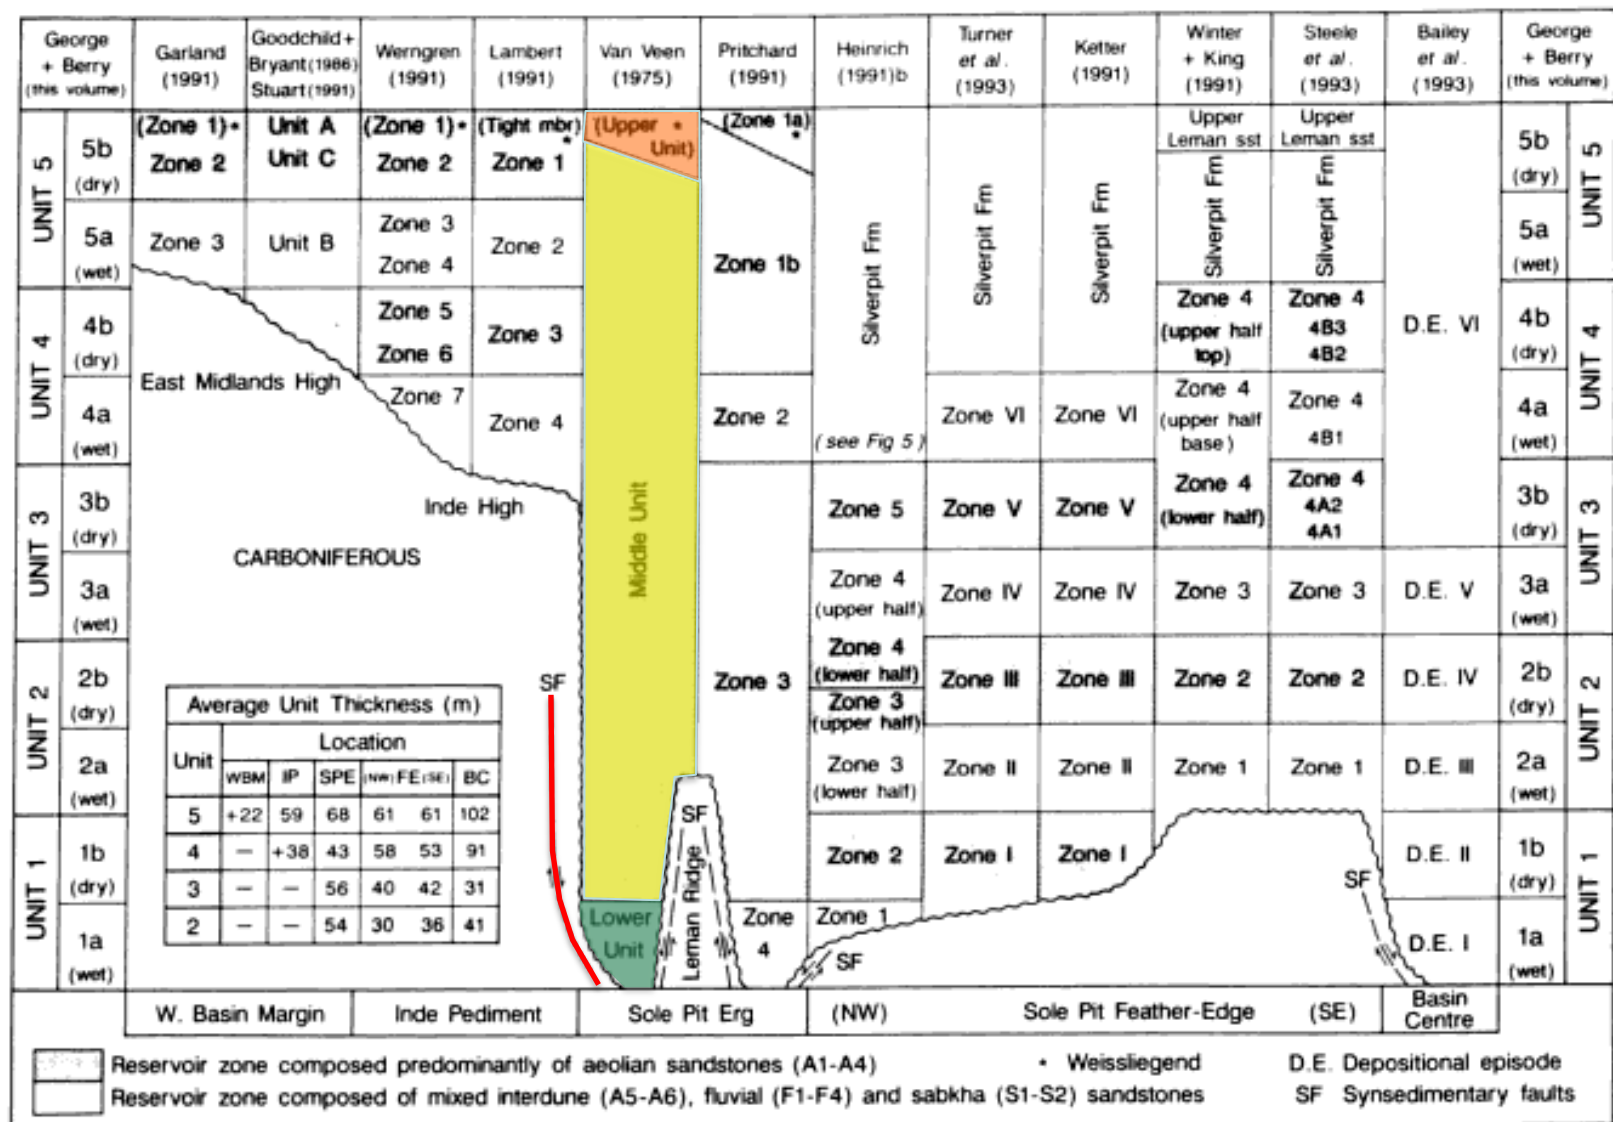 George + Berry (this volume)
Garland (1991)
Goodchild + Bryant (1986) Stuart (1991)
Werngren (1991)
Lambert (1991)
Van Veen (1975)
Pritchard (1991)
Heinrich (1991)b
Turner et al. (1993)
Ketter (1991)
Winter + King (1991)
Steele et al. (1993)
Bailey et al. (1993)
George + Berry (this volume)
UNIT 5
5b (dry)
5a (wet)
UNIT 4
4b (dry)
4a (wet)
UNIT 3
3b (dry)
3a (wet)
UNIT 2
2b (dry)
2a (wet)
UNIT 1
1b (dry)
1a (wet)
(Zone 1)*
Zone 2
Zone 3
Unit A
Unit C
Unit B
(Zone 1)*
Zone 2
Zone 3
Zone 4
Zone 5
Zone 6
Zone 7
(Tight mbr)
*
Zone 1
Zone 2
Zone 3
Zone 4
East Midlands High
Inde High
CARBONIFEROUS
SF
(Upper *
Unit)
Middle Unit
Lower
Unit
SF
Leman Ridge
(Zone 1a)
*
Zone 1b
Zone 2
Zone 3
Zone
4
Silverpit Fm
(see Fig 5)
Zone 5
Zone 4
(upper half)
Zone 4
(lower half)
Zone 3
(upper half)
Zone 3
(lower half)
Zone 2
Zone 1
SF
Silverpit Fm
Zone VI
Zone V
Zone IV
Zone III
Zone II
Zone I
Silverpit Fm
Zone VI
Zone V
Zone IV
Zone III
Zone II
Zone I
Upper
Leman sst
Silverpit Fm
Zone 4
(upper half
top)
Zone 4
(upper half
base)
Zone 4
(lower half)
Zone 3
Zone 2
Zone 1
Upper
Leman sst
Silverpit Fm
Zone 4
4B3
4B2
Zone 4
4B1
Zone 4
4A2
4A1
Zone 3
Zone 2
Zone 1
SF
D.E. VI
D.E. V
D.E. IV
D.E. III
D.E. II
D.E. I
5b (dry)
5a (wet)
UNIT 5
4b (dry)
4a (wet)
UNIT 4
3b (dry)
3a (wet)
UNIT 3
2b (dry)
2a (wet)
UNIT 2
1b (dry)
1a (wet)
UNIT 1
Average Unit Thickness (m)
Unit
Location
WBM IP SPE (NW) FE (SE) BC
5 +22 59 68 61 61 102
4 – +38 43 58 53 91
3 – – 56 40 42 31
2 – – 54 30 36 41
W. Basin Margin
Inde Pediment
Sole Pit Erg
(NW) Sole Pit Feather-Edge (SE)
Basin
Centre
Reservoir zone composed predominantly of aeolian sandstones (A1-A4)
* Weissliegend
D.E. Depositional episode
Reservoir zone composed of mixed interdune (A5-A6), fluvial (F1-F4) and sabkha (S1-S2) sandstones
SF Synsedimentary faults